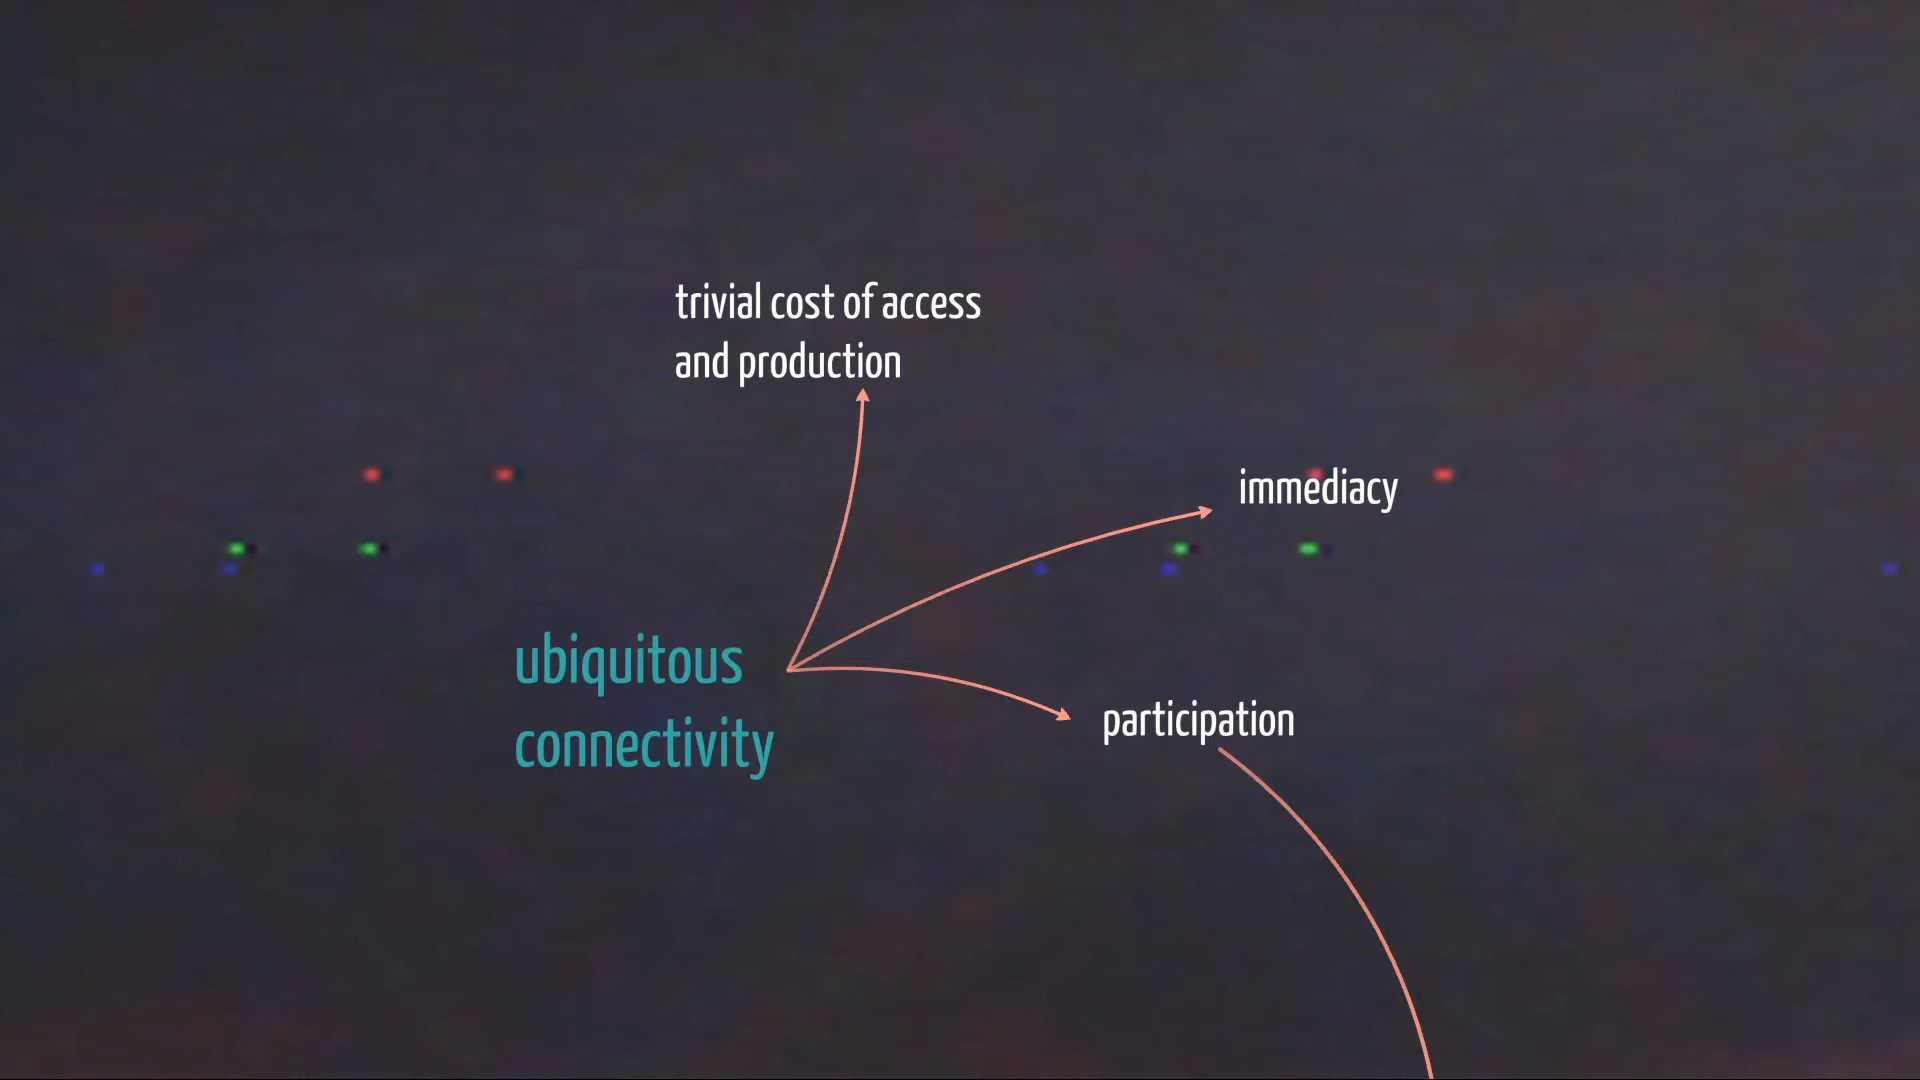 trivial cost of access
and production
immediacy
ubiquitous
connectivity
participation